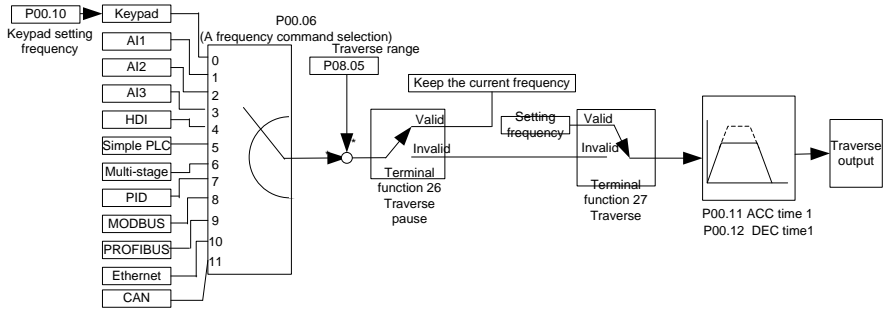 P00.10
Keypad setting
frequency
Keypad
AI1
AI2
AI3
HDI
Simple PLC
Multi-stage
PID
MODBUS
PROFIBUS
Ethernet
CAN
P00.06
(A frequency command selection)
0
1
2
3
4
5
6
7
8
9
10
11
Traverse range
P08.05
*
*
Keep the current frequency
Valid
Invalid
Terminal
function 26
Traverse
pause
Setting
frequency
Valid
Invalid
Terminal
function 27
Traverse
P00.11 ACC time 1
P00.12 DEC time1
Traverse
output